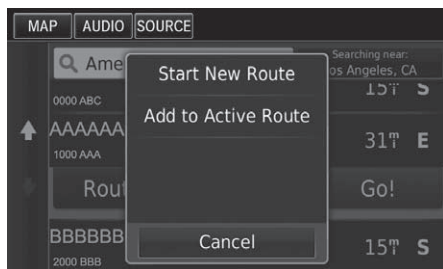 MAP AUDIO SOURCE
Ame
Searching near:
os Angeles, CA
Start New Route
0000 ABC
15 S
Add to Active Route
AAAAAA
31 E
1000 AAA
Rou
Go!
BBBBBB
Cancel
15 S
2000 BBB